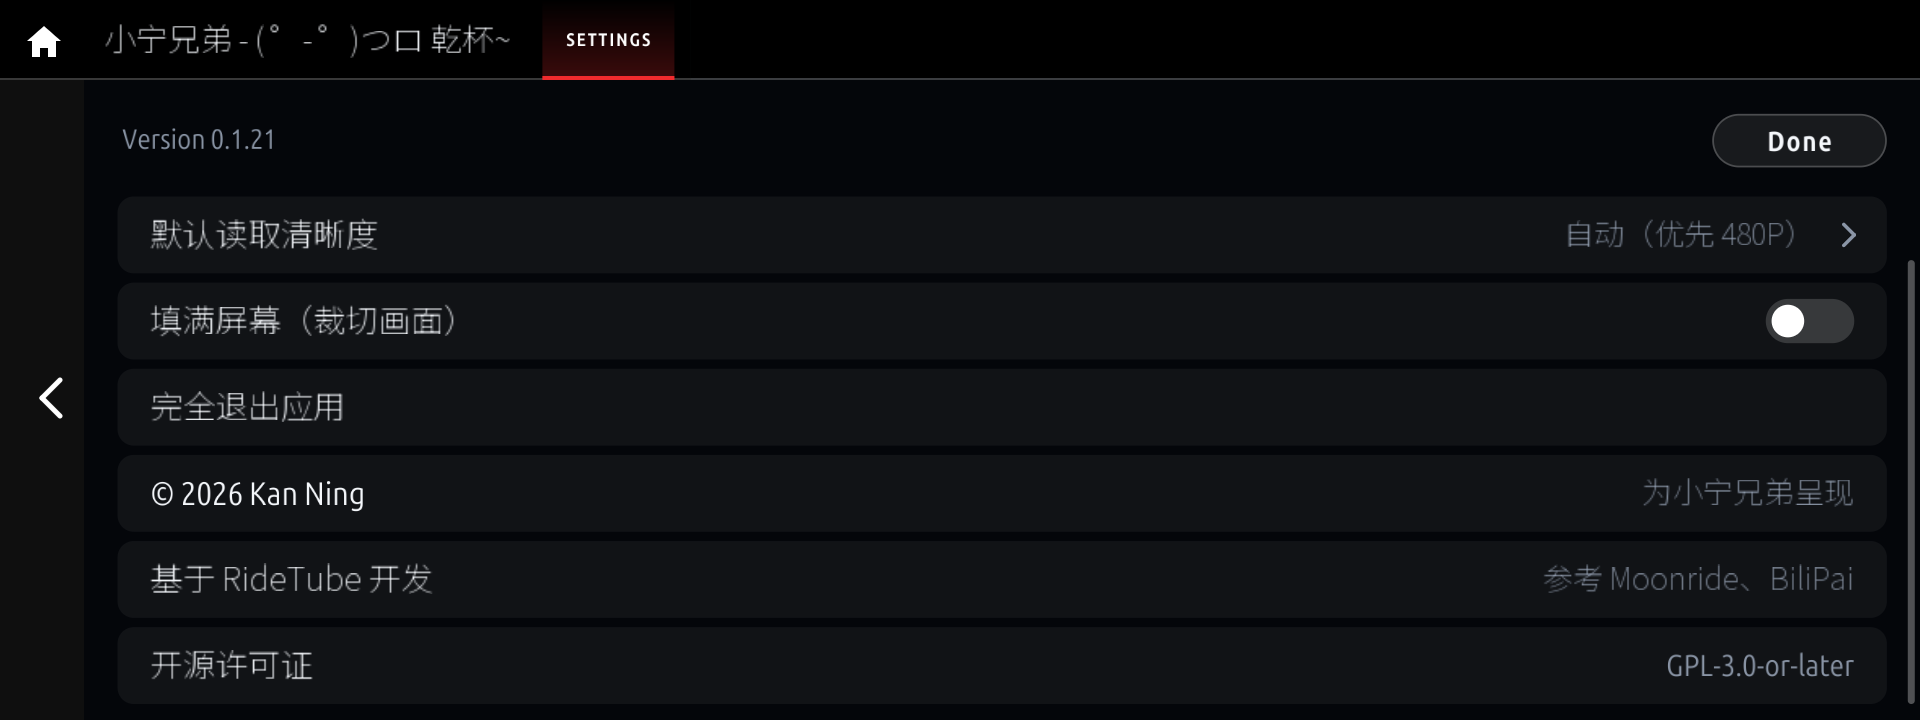 小宁兄弟 - (゜-゜)つロ 乾杯~
SETTINGS
Version 0.1.21
Done
默认读取清晰度
自动（优先 480P）
填满屏幕（裁切画面）
完全退出应用
© 2026 Kan Ning
为小宁兄弟呈现
基于 RideTube 开发
参考 Moonride、BiliPai
开源许可证
GPL-3.0-or-later